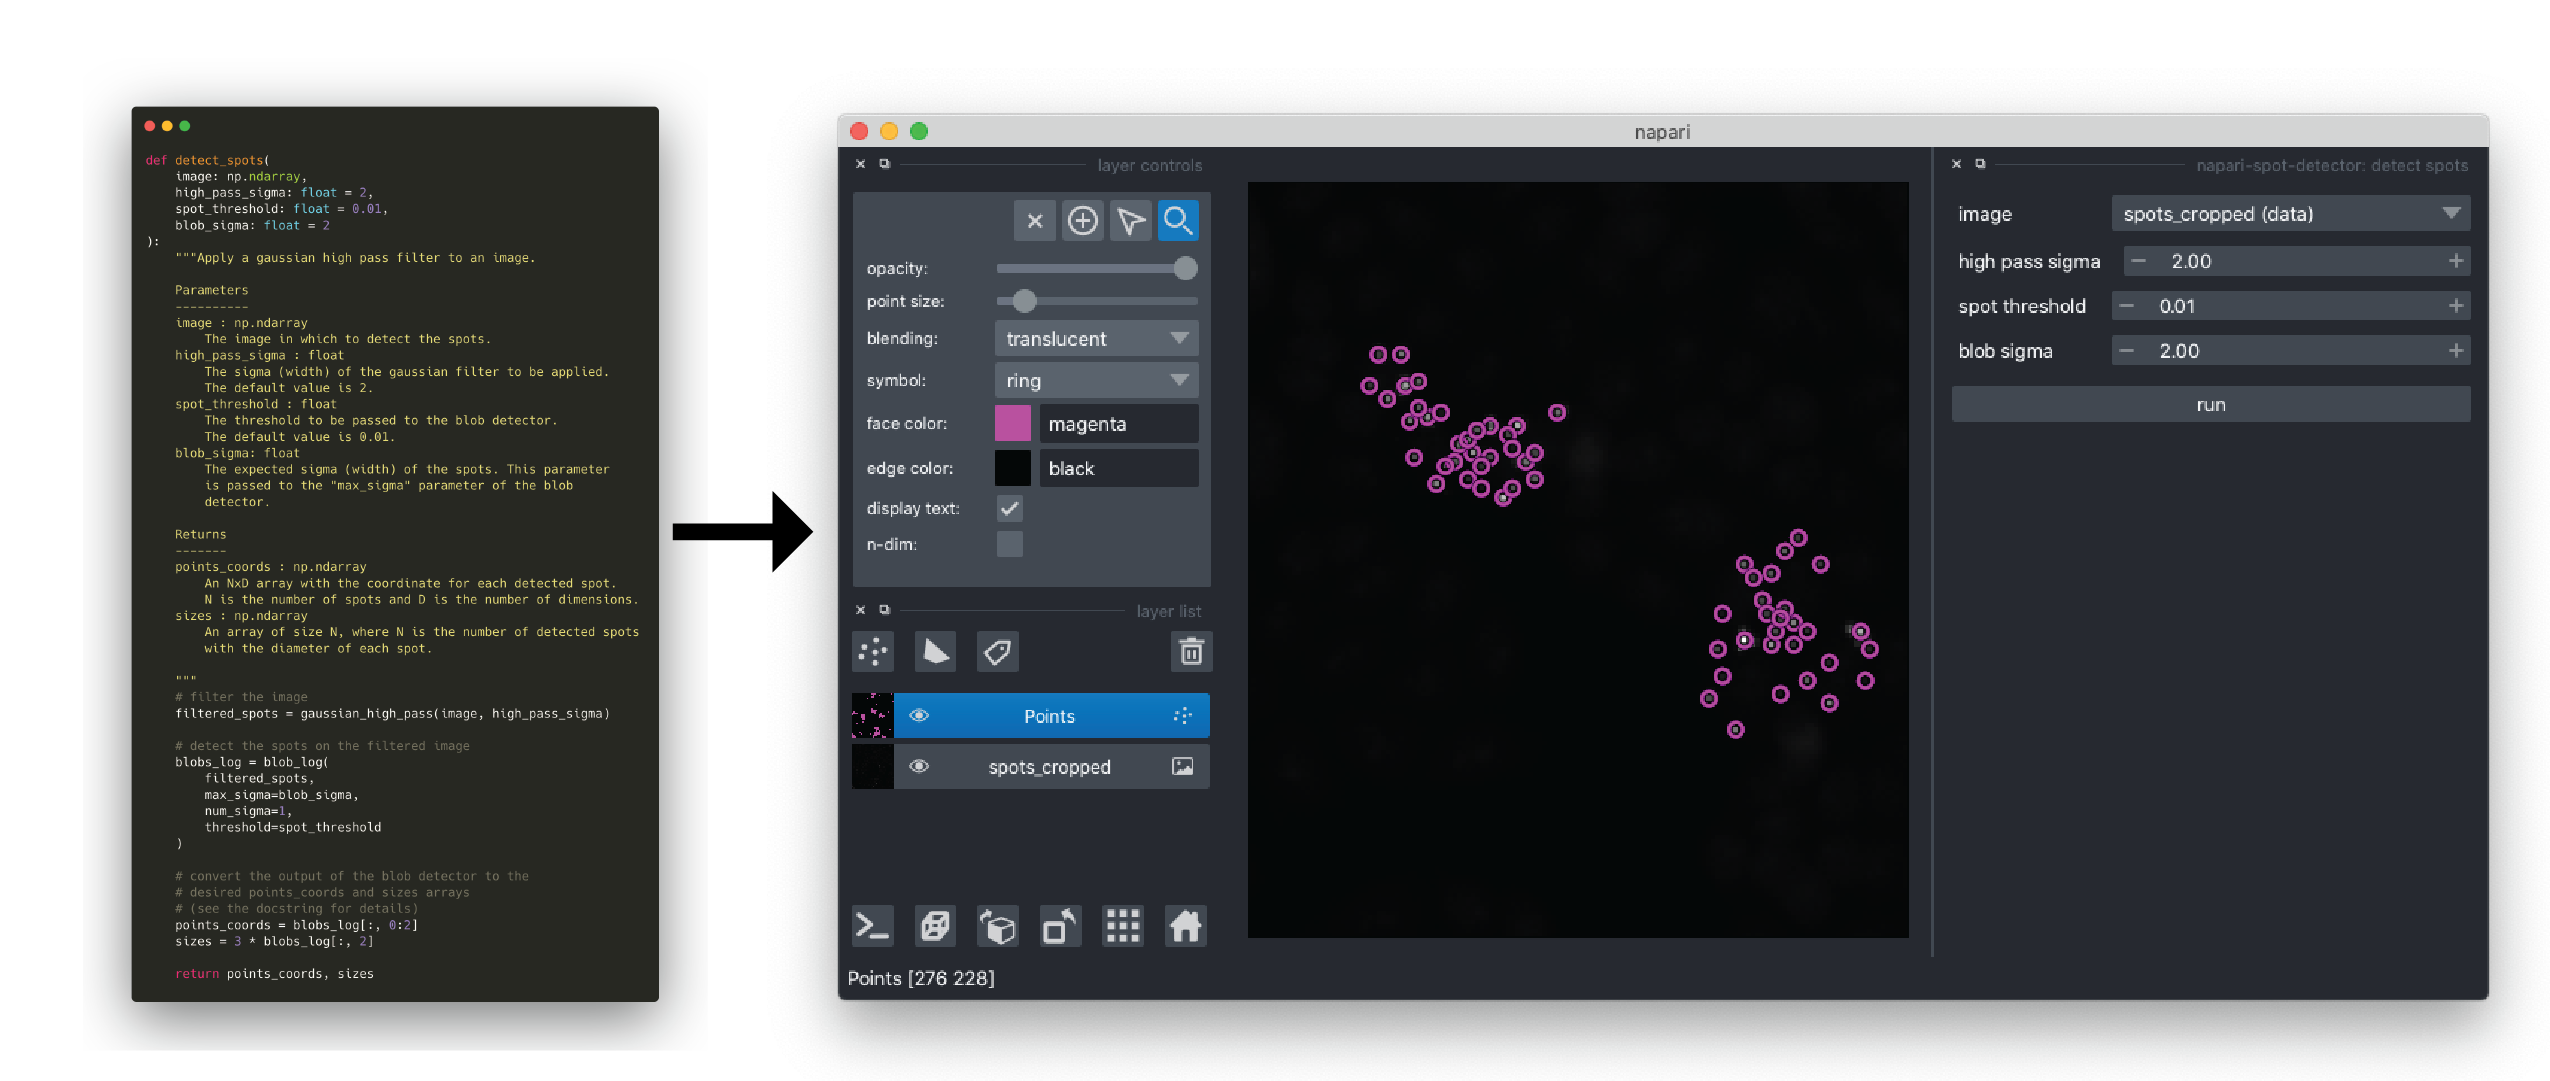 def detect_spots(
image: np.ndarray,
high_pass_sigma: float = 2,
spot_threshold: float = 0.01,
blob_sigma: float = 2
):
"""Apply a gaussian high pass filter to an image.
Parameters
----------
image : np.ndarray
The image in which to detect the spots.
high_pass_sigma : float
The sigma (width) of the gaussian filter to be applied.
The default value is 2.
spot_threshold : float
The threshold to be passed to the blob detector.
The default value is 0.01.
blob_sigma: float
The expected sigma (width) of the spots. This parameter
is passed to the "max_sigma" parameter of the blob
detector.
Returns
-------
points_coords : np.ndarray
An NxD array with the coordinate for each detected spot.
N is the number of spots and D is the number of dimensions.
sizes : np.ndarray
An array of size N, where N is the number of detected spots
with the diameter of each spot.
"""
# filter the image
filtered_spots = gaussian_high_pass(image, high_pass_sigma)
# detect the spots on the filtered image
blobs_log = blob_log(
filtered_spots,
max_sigma=blob_sigma,
num_sigma=1,
threshold=spot_threshold
)
# convert the output of the blob detector to the
# desired points_coords and sizes arrays
# (see the docstring for details)
points_coords = blobs_log[:, 0:2]
sizes = 3 * blobs_log[:, 2]
return points_coords, sizes
napari
layer controls
opacity:
point size:
blending: translucent
symbol: ring
face color: magenta
edge color: black
display text:
n-dim:
layer list
Points
spots_cropped
Points [276 228]
napari-spot-detector: detect spots
image spots_cropped (data)
high pass sigma 2.00
spot threshold 0.01
blob sigma 2.00
run